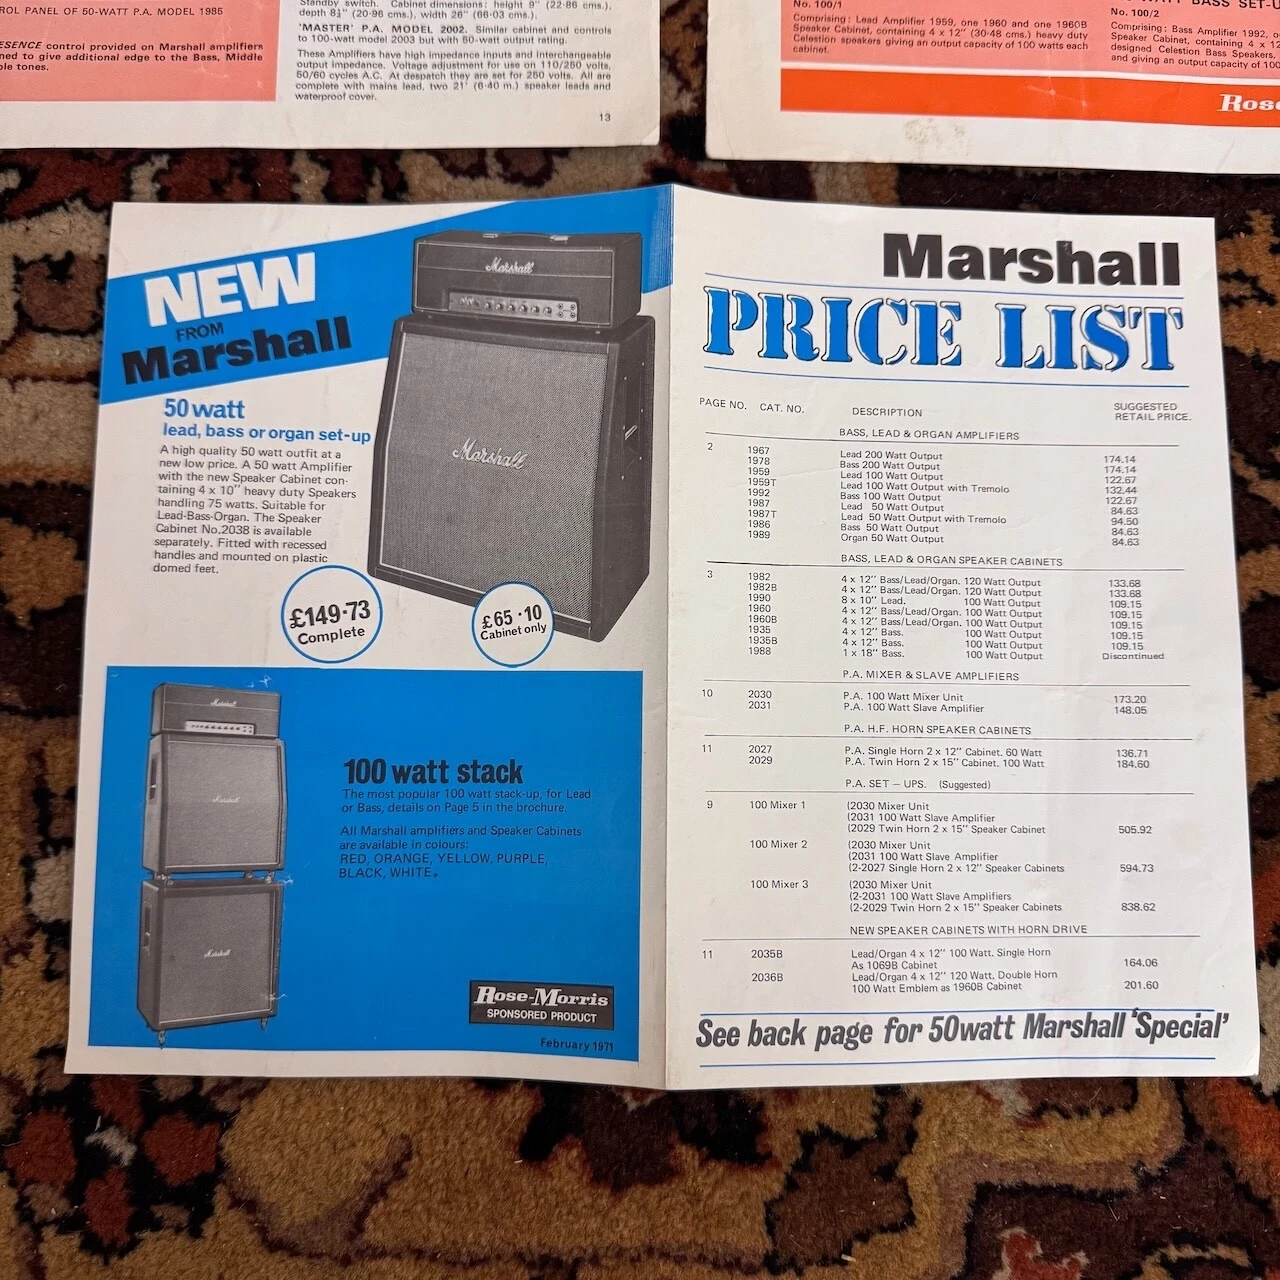 ROL PANEL OF 50-WATT P.A. MODEL 1985
ESENCE control provided on Marshall amplifiers
ned to give additional edge to the Bass, Middle
ble tones.
Standby switch. Cabinet dimensions: height 9" (22·86 cms.),
depth 8¼" (20·96 cms.), width 26" (66·03 cms.).
'MASTER' P.A. MODEL 2002. Similar cabinet and controls
to 100-watt model 2003 but with 50-watt output rating.
These Amplifiers have high impedance inputs and interchangeable
output impedance. Voltage adjustment for use on 110/250 volts,
50/60 cycles A.C. At despatch they are set for 250 volts. All are
complete with mains lead, two 21' (6·40 m.) speaker leads and
waterproof cover.
13
No. 100/1
Comprising: Lead Amplifier 1959, one 1960 and one 1960B
Speaker Cabinet, containing 4 x 12" (30·48 cms.) heavy duty
Celestion speakers giving an output capacity of 100 watts each
cabinet.
BASS SET-U
No. 100/2
Comprising: Bass Amplifier 1992, o
Speaker Cabinet, containing 4 x 12
designed Celestion Bass Speakers,
and giving an output capacity of 100
Rose
NEW
FROM
Marshall
50 watt
lead, bass or organ set-up
A high quality 50 watt outfit at a
new low price. A 50 watt Amplifier
with the new Speaker Cabinet con-
taining 4 x 10" heavy duty Speakers
handling 75 watts. Suitable for
Lead-Bass-Organ. The Speaker
Cabinet No.2038 is available
separately. Fitted with recessed
handles and mounted on plastic
domed feet.
Marshall
Marshall
£149·73
Complete
£65·10
Cabinet only
Marshall
Marshall
Marshall
100 watt stack
The most popular 100 watt stack-up, for Lead
or Bass, details on Page 5 in the brochure.
All Marshall amplifiers and Speaker Cabinets
are available in colours:
RED, ORANGE, YELLOW, PURPLE,
BLACK, WHITE.
Rose-Morris
SPONSORED PRODUCT
February 1971
Marshall
PRICE LIST
PAGE NO. CAT. NO. DESCRIPTION SUGGESTED RETAIL PRICE.
BASS, LEAD & ORGAN AMPLIFIERS
2 1967 Lead 200 Watt Output 174.14
1978 Bass 200 Watt Output 174.14
1959 Lead 100 Watt Output 122.67
1959T Lead 100 Watt Output with Tremolo 132.44
1992 Bass 100 Watt Output 122.67
1987 Lead 50 Watt Output 84.63
1987T Lead 50 Watt Output with Tremolo 94.50
1986 Bass 50 Watt Output 84.63
1989 Organ 50 Watt Output 84.63
BASS, LEAD & ORGAN SPEAKER CABINETS
3 1982 4 x 12" Bass/Lead/Organ. 120 Watt Output 133.68
1982B 4 x 12" Bass/Lead/Organ. 120 Watt Output 133.68
1990 8 x 10" Lead. 100 Watt Output 109.15
1960 4 x 12" Bass/Lead/Organ. 100 Watt Output 109.15
1960B 4 x 12" Bass/Lead/Organ. 100 Watt Output 109.15
1935 4 x 12" Bass. 100 Watt Output 109.15
1935B 4 x 12" Bass. 100 Watt Output 109.15
1988 1 x 18" Bass. 100 Watt Output Discontinued
P.A. MIXER & SLAVE AMPLIFIERS
10 2030 P.A. 100 Watt Mixer Unit 173.20
2031 P.A. 100 Watt Slave Amplifier 148.05
P.A. H.F. HORN SPEAKER CABINETS
11 2027 P.A. Single Horn 2 x 12" Cabinet. 60 Watt 136.71
2029 P.A. Twin Horn 2 x 15" Cabinet. 100 Watt 184.60
P.A. SET – UPS. (Suggested)
9 100 Mixer 1 (2030 Mixer Unit
(2031 100 Watt Slave Amplifier
(2029 Twin Horn 2 x 15" Speaker Cabinet 505.92
100 Mixer 2 (2030 Mixer Unit
(2031 100 Watt Slave Amplifier
(2-2027 Single Horn 2 x 12" Speaker Cabinets 594.73
100 Mixer 3 (2030 Mixer Unit
(2-2031 100 Watt Slave Amplifiers
(2-2029 Twin Horn 2 x 15" Speaker Cabinets 838.62
NEW SPEAKER CABINETS WITH HORN DRIVE
11 2035B Lead/Organ 4 x 12" 100 Watt. Single Horn
As 1069B Cabinet 164.06
2036B Lead/Organ 4 x 12" 120 Watt. Double Horn
100 Watt Emblem as 1960B Cabinet 201.60
See back page for 50watt Marshall 'Special'